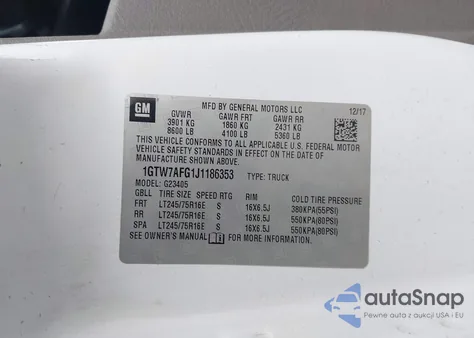 GM
MFD BY GENERAL MOTORS LLC 12/17
GVWR GAWR FRT GAWR RR
3901 KG 1860 KG 2431 KG
8600 LB 4100 LB 5360 LB
THIS VEHICLE CONFORMS TO ALL APPLICABLE U.S. FEDERAL MOTOR
VEHICLE SAFETY STANDARDS IN EFFECT ON THE DATE OF
MANUFACTURE SHOWN ABOVE.
1GTW7AFG1J1186353 TYPE: TRUCK
MODEL: G23405
GBLE TIRE SIZE SPEED RTG RIM COLD TIRE PRESSURE
FRT LT245/75R16E S 16X6.5J 380KPA(55PSI)
RR LT245/75R16E S 16X6.5J 550KPA(80PSI)
SPA LT245/75R16E S 16X6.5J 550KPA(80PSI)
SEE OWNER'S MANUAL FOR MORE INFORMATION.
autoSnap
Pewne auta z aukcji USA i EU